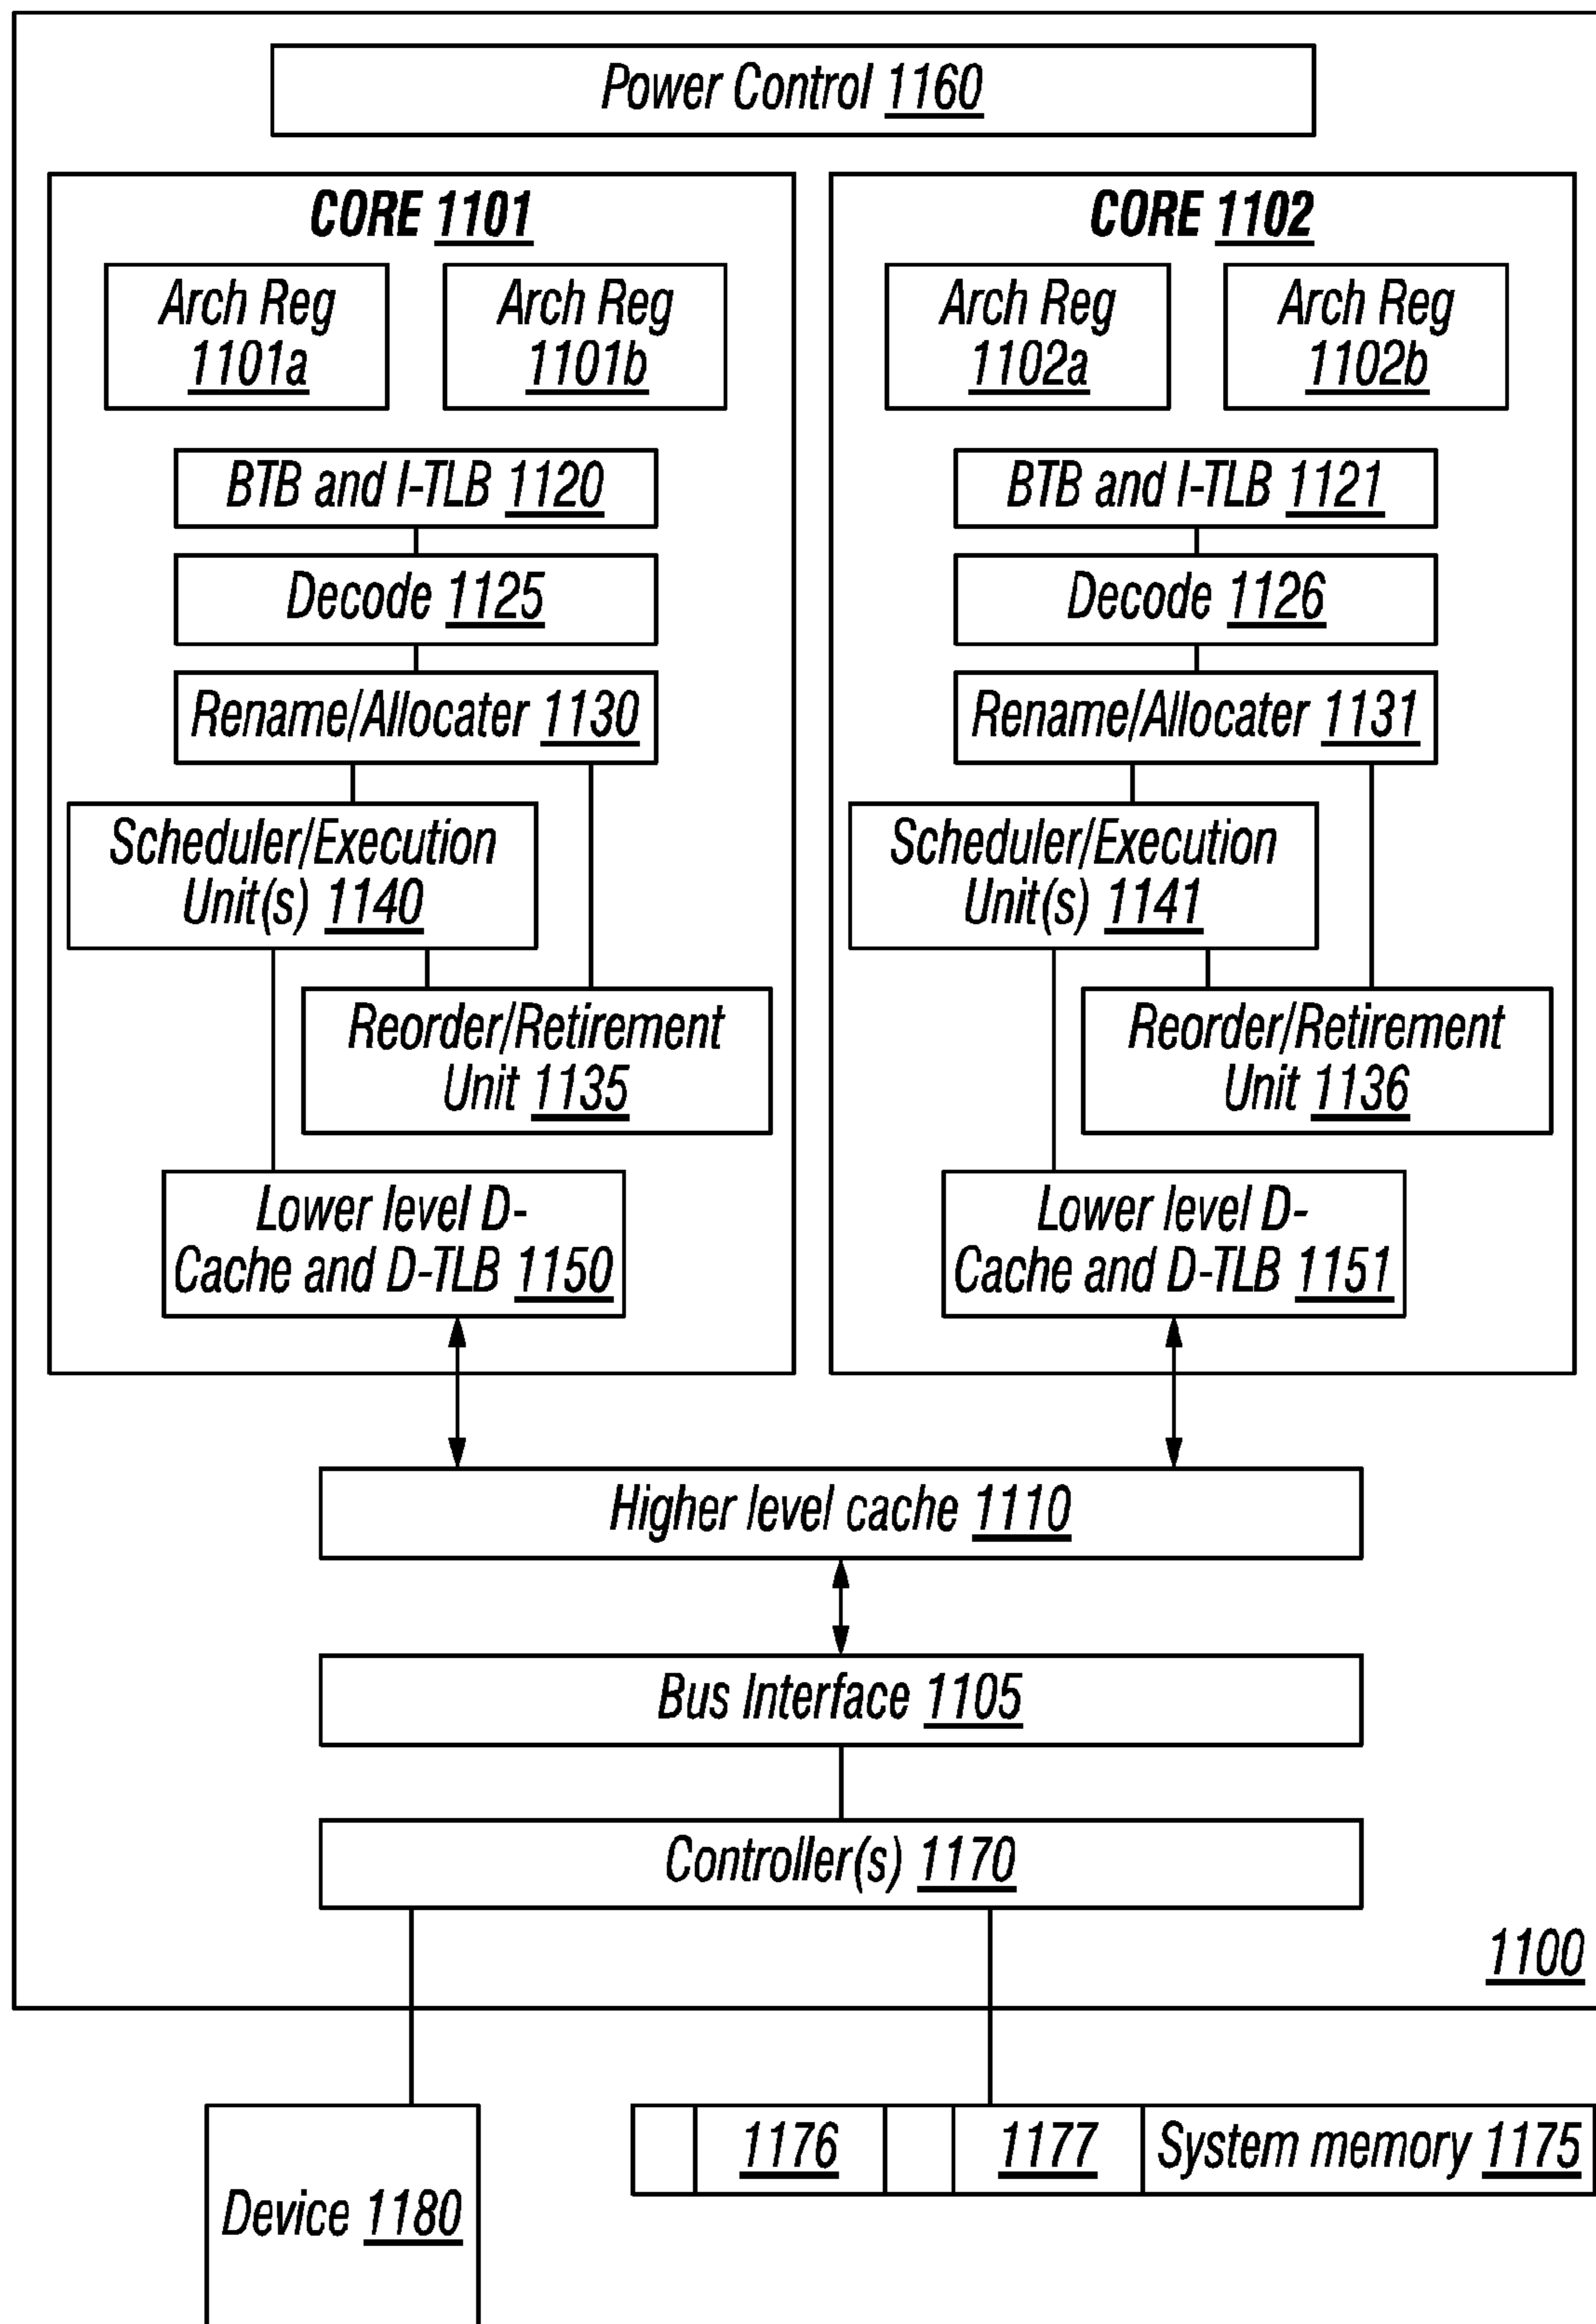 Power Control 1160
CORE 1101
Arch Reg
1101a
Arch Reg
1101b
BTB and I-TLB 1120
Decode 1125
Rename/Allocater 1130
Scheduler/Execution
Unit(s) 1140
Reorder/Retirement
Unit 1135
Lower level D-
Cache and D-TLB 1150
CORE 1102
Arch Reg
1102a
Arch Reg
1102b
BTB and I-TLB 1121
Decode 1126
Rename/Allocater 1131
Scheduler/Execution
Unit(s) 1141
Reorder/Retirement
Unit 1136
Lower level D-
Cache and D-TLB 1151
Higher level cache 1110
Bus Interface 1105
Controller(s) 1170
1100
Device 1180
1176
1177
System memory 1175